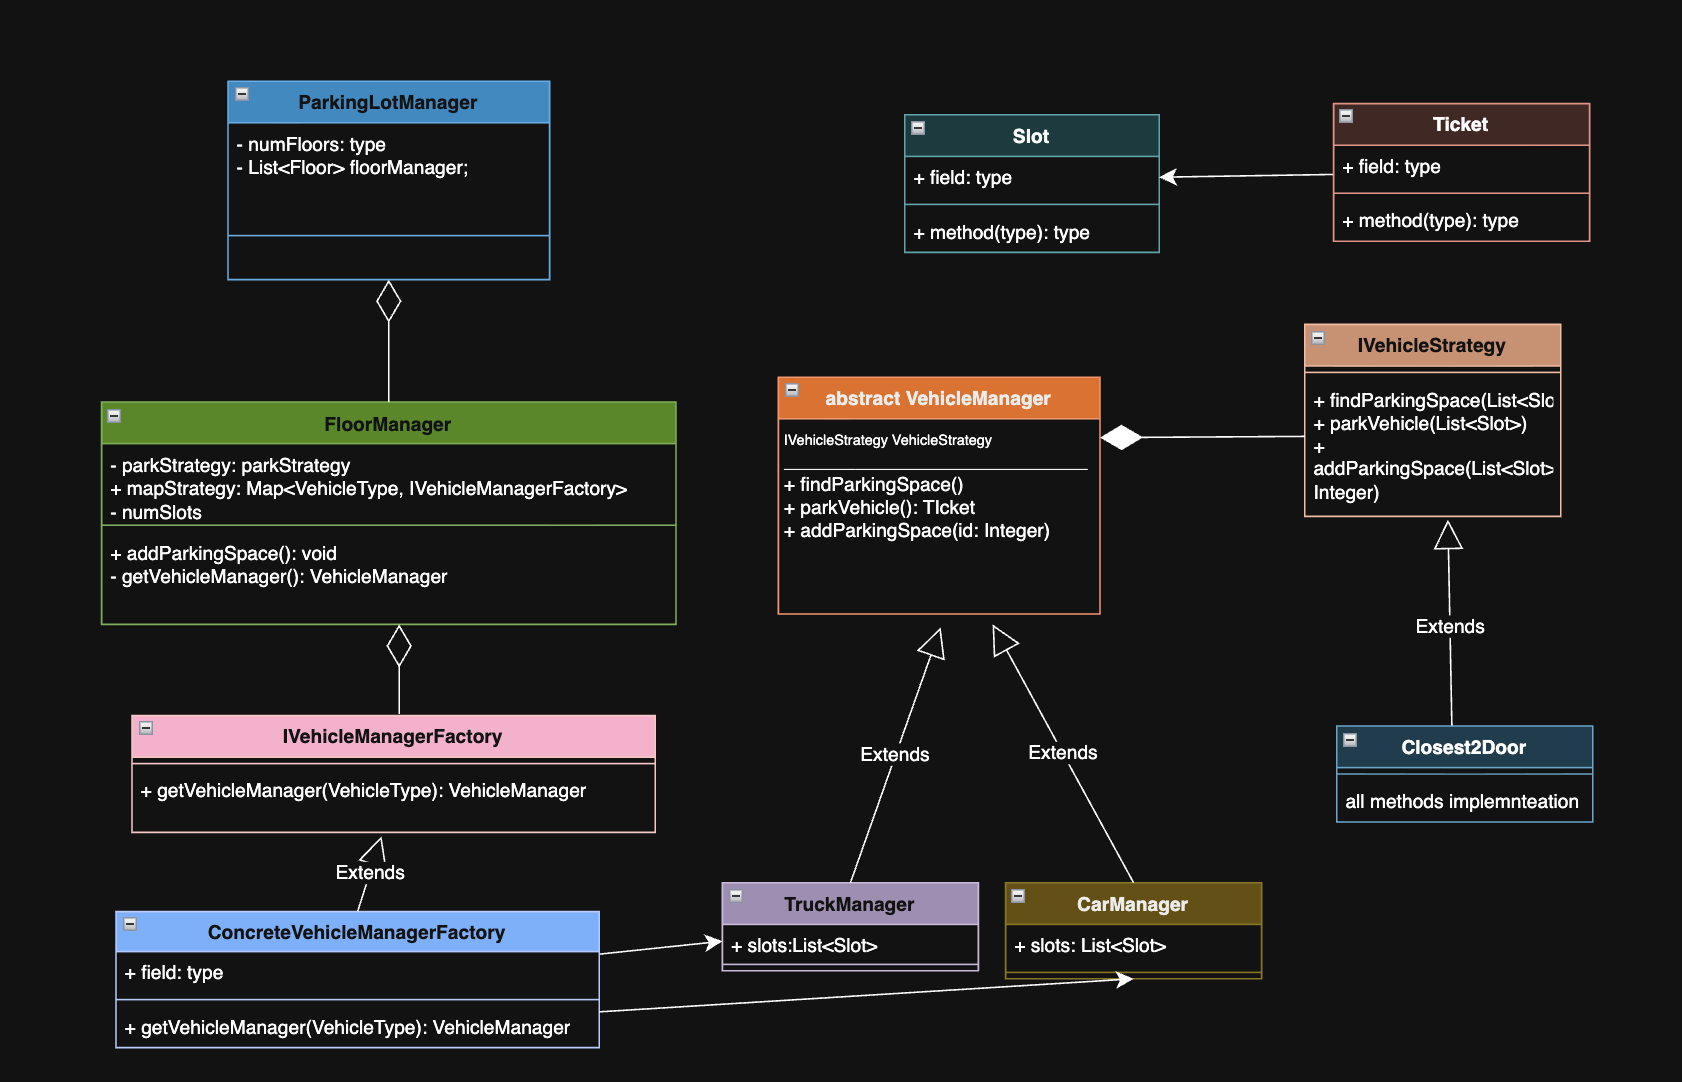 ParkingLotManager
- numFloors: type
- List<Floor> floorManager;
Slot
+ field: type
+ method(type): type
Ticket
+ field: type
+ method(type): type
FloorManager
- parkStrategy: parkStrategy
+ mapStrategy: Map<VehicleType, IVehicleManagerFactory>
- numSlots
+ addParkingSpace(): void
- getVehicleManager(): VehicleManager
abstract VehicleManager
IVehicleStrategy VehicleStrategy
+ findParkingSpace()
+ parkVehicle(): TIcket
+ addParkingSpace(id: Integer)
IVehicleStrategy
+ findParkingSpace(List<Slo
+ parkVehicle(List<Slot>)
+
addParkingSpace(List<Slot>
Integer)
Extends
Closest2Door
all methods implemnteation
IVehicleManagerFactory
+ getVehicleManager(VehicleType): VehicleManager
Extends
Extends
Extends
ConcreteVehicleManagerFactory
+ field: type
+ getVehicleManager(VehicleType): VehicleManager
TruckManager
+ slots:List<Slot>
CarManager
+ slots: List<Slot>